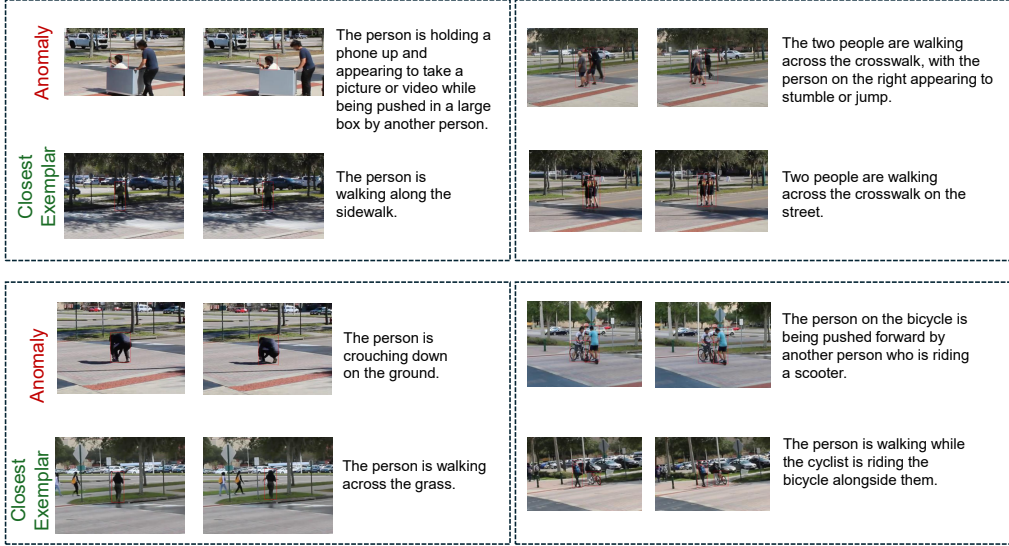 Anomaly
The person is holding a
phone up and
appearing to take a
picture or video while
being pushed in a large
box by another person.
Closest
Exemplar
The person is
walking along the
sidewalk.
The two people are walking
across the crosswalk, with the
person on the right appearing to
stumble or jump.
Two people are walking
across the crosswalk on the
street.
Anomaly
The person is
crouching down
on the ground.
Closest
Exemplar
The person is walking
across the grass.
The person on the bicycle is
being pushed forward by
another person who is riding
a scooter.
The person is walking while
the cyclist is riding the
bicycle alongside them.